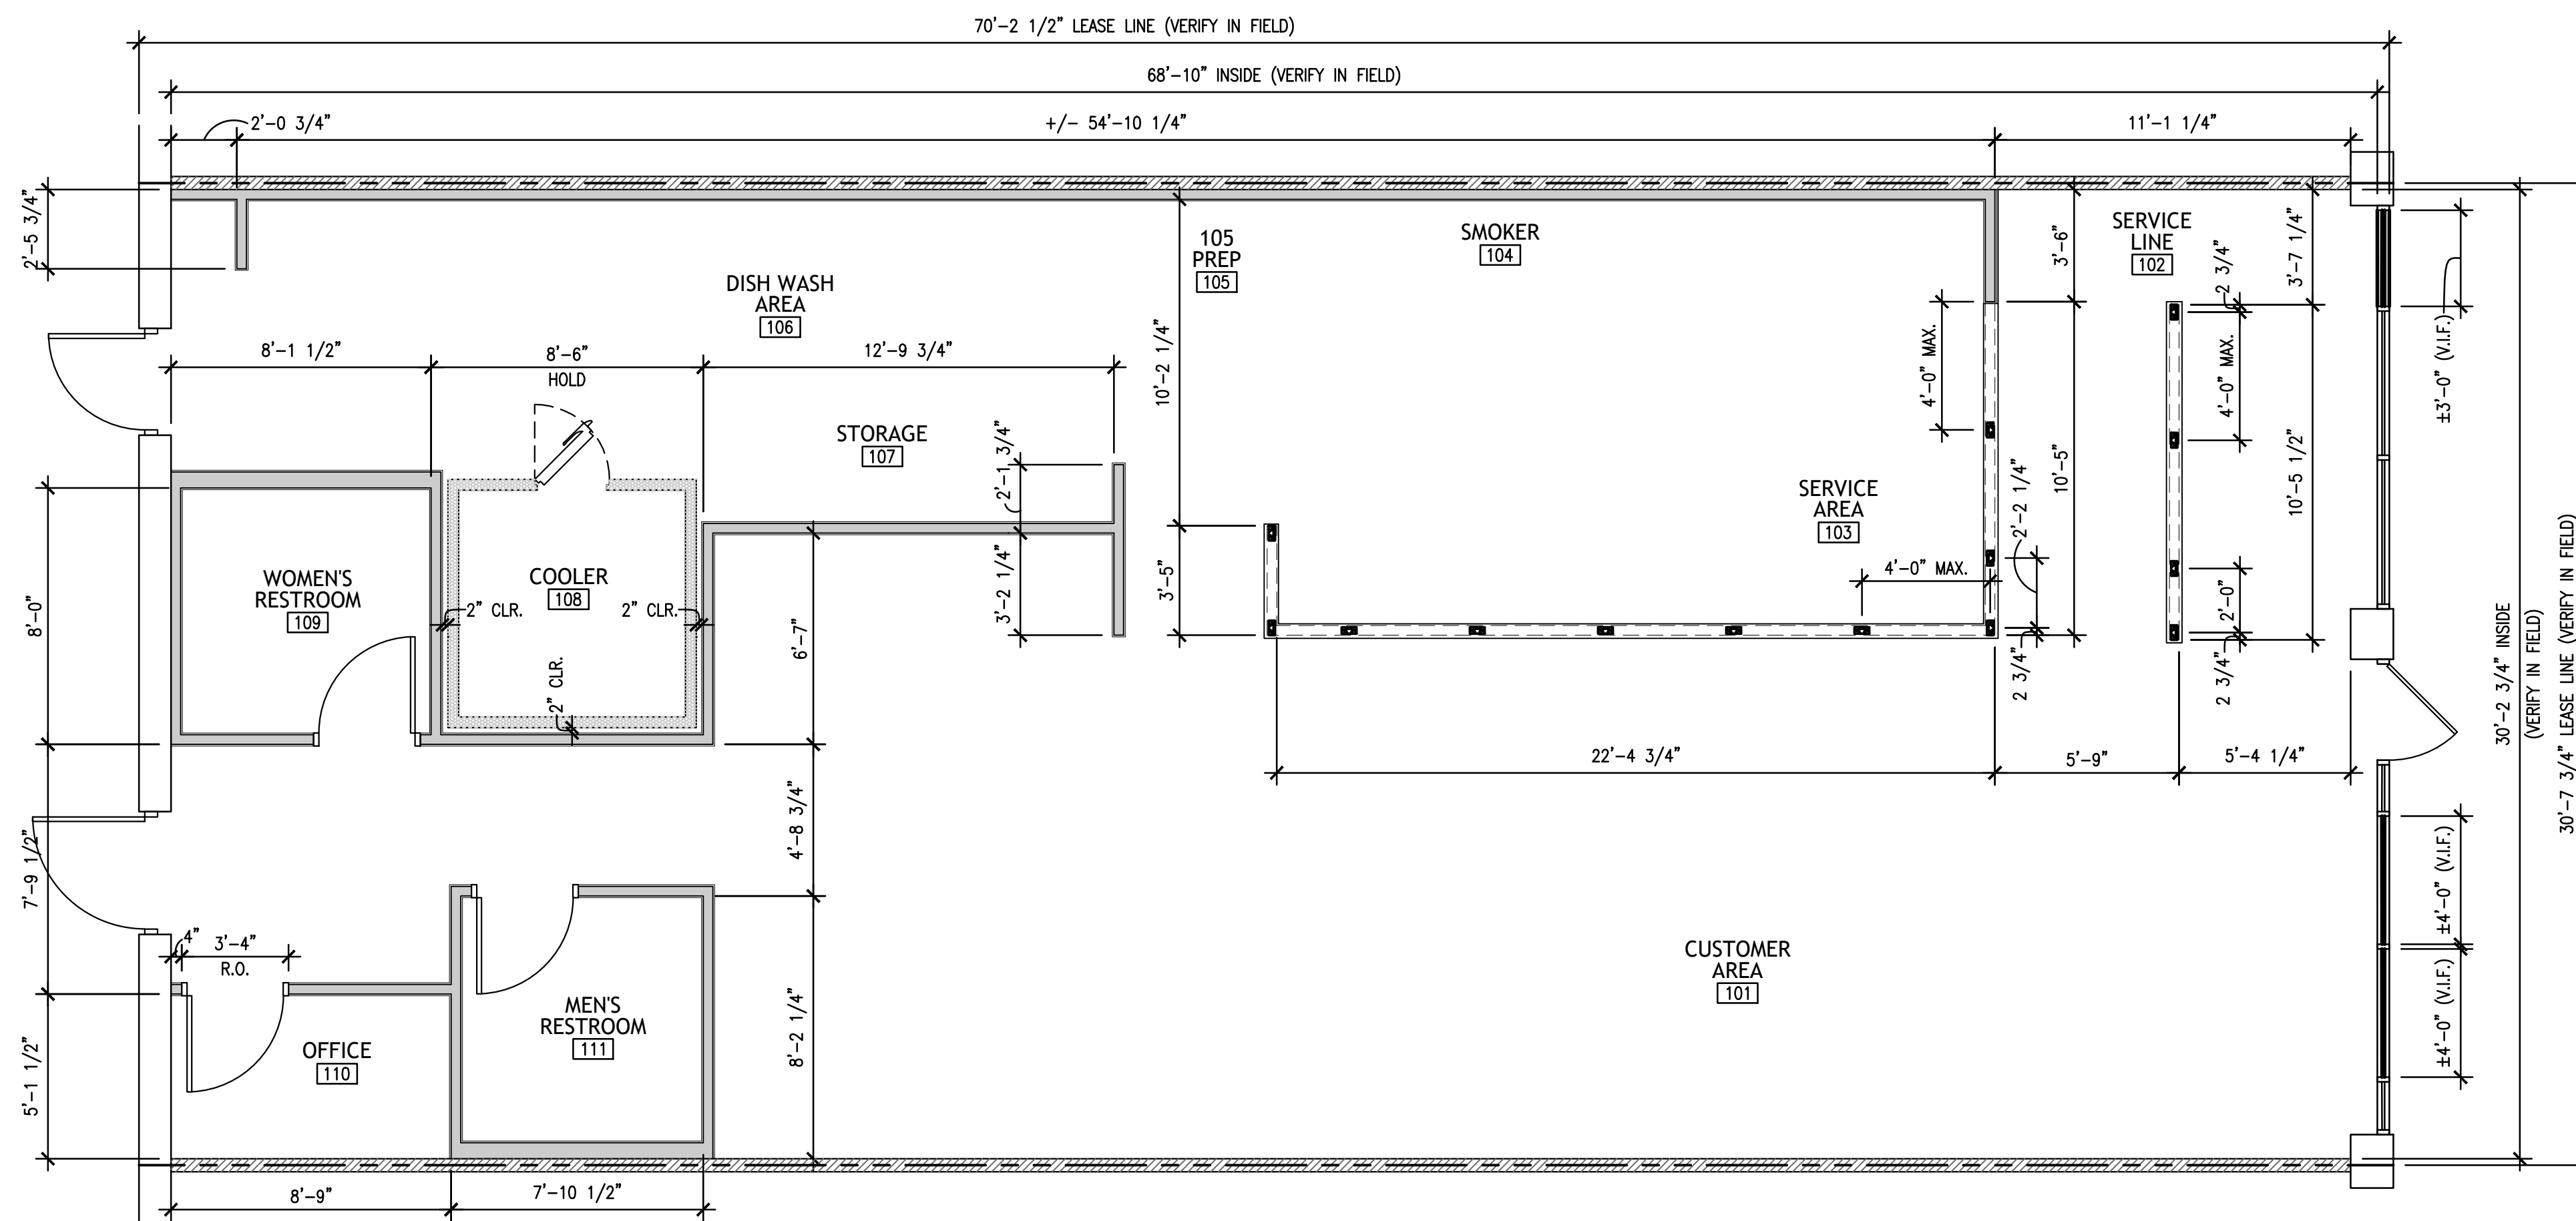 70'-2 1/2" LEASE LINE (VERIFY IN FIELD)
68'-10" INSIDE (VERIFY IN FIELD)
2'-0 3/4"
+/- 54'-10 1/4"
11'-1 1/4"
2'-5 3/4"
105
PREP
105
SMOKER
104
3'-6"
SERVICE
LINE
102
2 3/4"
3'-7 1/4"
DISH WASH
AREA
106
8'-1 1/2"
8'-6"
HOLD
12'-9 3/4"
10'-2 1/4"
4'-0" MAX.
4'-0" MAX.
±3'-0" (V.I.F.)
STORAGE
107
2'-1 3/4"
SERVICE
AREA
103
2'-2 1/4"
10'-5"
10'-5 1/2"
WOMEN'S
RESTROOM
109
COOLER
108
2" CLR.
2" CLR.
2" CLR.
8'-0"
6'-7"
3'-2 1/4"
3'-5"
4'-0" MAX.
2'-0"
2 3/4"
2 3/4"
30'-2 3/4" INSIDE
(VERIFY IN FIELD)
30'-7 3/4" LEASE LINE (VERIFY IN FIELD)
22'-4 3/4"
5'-9"
5'-4 1/4"
7'-9 1/2"
4'-8 3/4"
±4'-0" (V.I.F.)
4"
3'-4"
R.O.
CUSTOMER
AREA
101
±4'-0" (V.I.F.)
MEN'S
RESTROOM
111
OFFICE
110
5'-1 1/2"
8'-2 1/4"
8'-9"
7'-10 1/2"